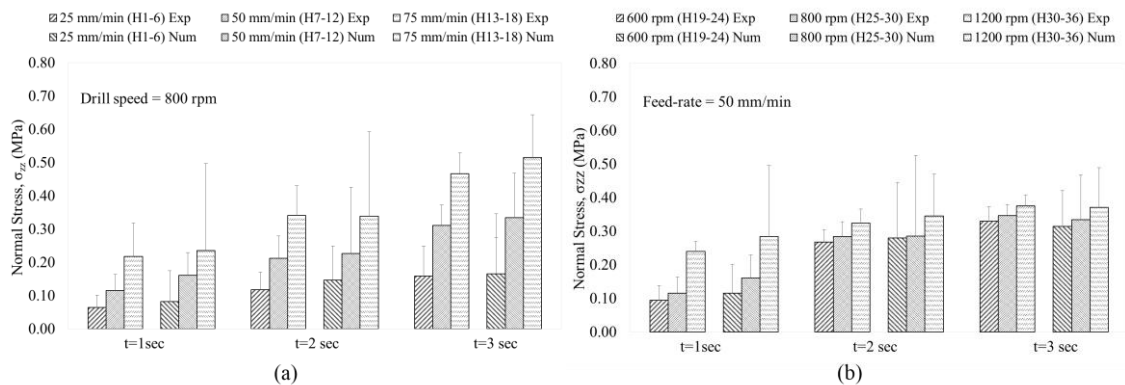 25 mm/min (H1-6) Exp 50 mm/min (H7-12) Exp 75 mm/min (H13-18) Exp
25 mm/min (H1-6) Num 50 mm/min (H7-12) Num 75 mm/min (H13-18) Num
0.80
0.70
0.60
0.50
0.40
0.30
0.20
0.10
0.00
Normal Stress, σzz (MPa)
Drill speed = 800 rpm
t=1sec t=2 sec t=3 sec
(a)
600 rpm (H19-24) Exp 800 rpm (H25-30) Exp 1200 rpm (H30-36) Exp
600 rpm (H19-24) Num 800 rpm (H25-30) Num 1200 rpm (H30-36) Num
0.80
0.70
0.60
0.50
0.40
0.30
0.20
0.10
0.00
Normal Stress, σzz (MPa)
Feed-rate = 50 mm/min
t=1sec t=2 sec t=3 sec
(b)